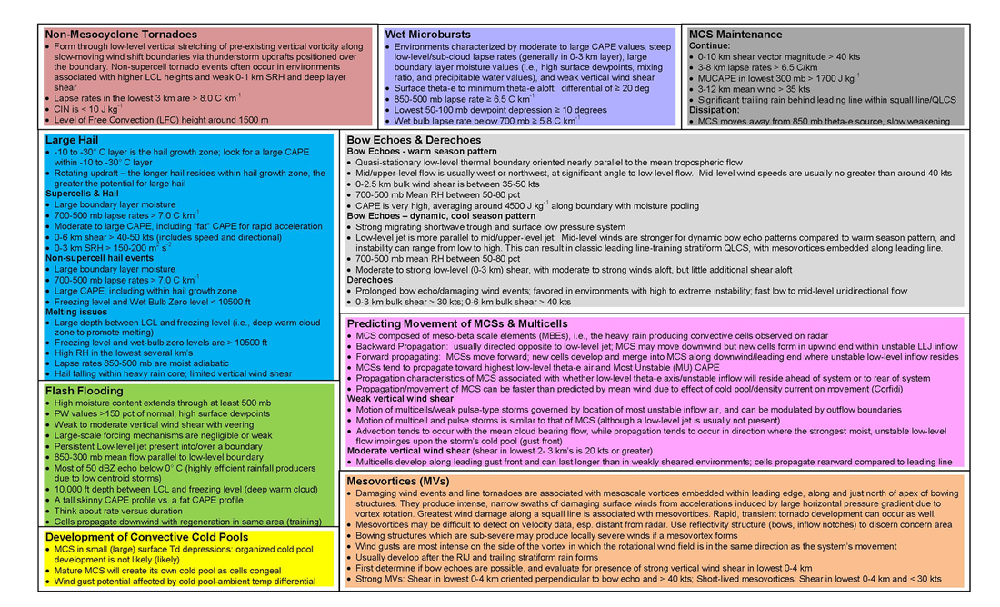 Non-Mesocyclone Tornadoes
• Form through low-level vertical stretching of pre-existing vertical vorticity along
slow-moving wind shift boundaries via thunderstorm updrafts positioned over
the boundary. Non-supercell tornado events often occur in environments
associated with higher LCL heights and weak 0-1 km SRH and deep layer
shear
• Lapse rates in the lowest 3 km are > 8.0 C km⁻¹
• CIN is < 10 J kg⁻¹
• Level of Free Convection (LFC) height around 1500 m
Wet Microbursts
• Environments characterized by moderate to large CAPE values, steep
low-level/sub-cloud lapse rates (generally in 0-3 km layer), large
boundary layer moisture values (i.e., high surface dewpoints, mixing
ratio, and precipitable water values), and weak vertical wind shear
• Surface theta-e to minimum theta-e aloft: differential of ≥ 20 deg
• 850-500 mb lapse rate ≥ 6.5 C km⁻¹
• Lowest 50-100 mb dewpoint depression ≥ 10 degrees
• Wet bulb lapse rate below 700 mb ≥ 5.8 C km⁻¹
MCS Maintenance
Continue:
• 0-10 km shear vector magnitude > 40 kts
• 3-8 km lapse rates > 6.5 C/km
• MUCAPE in lowest 300 mb > 1700 J kg⁻¹
• 3-12 km mean wind > 35 kts
• Significant trailing rain behind leading line within squall line/QLCS
Dissipation:
• MCS moves away from 850 mb theta-e source, slow weakening
Large Hail
• -10 to -30° C layer is the hail growth zone; look for a large CAPE
within -10 to -30° C layer
• Rotating updraft – the longer hail resides within hail growth zone, the
greater the potential for large hail
Supercells & Hail
• Large boundary layer moisture
• 700-500 mb lapse rates > 7.0 C km⁻¹
• Moderate to large CAPE, including "fat" CAPE for rapid acceleration
• 0-6 km shear > 40-50 kts (includes speed and directional)
• 0-3 km SRH > 150-200 m² s⁻²
Non-supercell hail events
• Large boundary layer moisture
• 700-500 mb lapse rates > 7.0 C km⁻¹
• Large CAPE, including within hail growth zone
• Freezing level and Wet Bulb Zero level < 10500 ft
Melting issues
• Large depth between LCL and freezing level (i.e., deep warm cloud
zone to promote melting)
• Freezing level and wet-bulb zero levels are > 10500 ft
• High RH in the lowest several km's
• Lapse rates 850-500 mb are moist adiabatic
• Hail falling within heavy rain core; limited vertical wind shear
Flash Flooding
• High moisture content extends through at least 500 mb
• PW values >150 pct of normal; high surface dewpoints
• Weak to moderate vertical wind shear with veering
• Large-scale forcing mechanisms are negligible or weak
• Persistent Low-level jet present into/over a boundary
• 850-300 mb mean flow parallel to low-level boundary
• Most of 50 dBZ echo below 0° C (highly efficient rainfall producers
due to low centroid storms)
• 10,000 ft depth between LCL and freezing level (deep warm cloud)
• A tall skinny CAPE profile vs. a fat CAPE profile
• Think about rate versus duration
• Cells propagate downwind with regeneration in same area (training)
Development of Convective Cold Pools
• MCS in small (large) surface Td depressions: organized cold pool
development is not likely (likely)
• Mature MCS will create its own cold pool as cells congeal
• Wind gust potential affected by cold pool-ambient temp differential
Bow Echoes & Derechoes
Bow Echoes - warm season pattern
• Quasi-stationary low-level thermal boundary oriented nearly parallel to the mean tropospheric flow
• Mid/upper-level flow is usually west or northwest, at significant angle to low-level flow. Mid-level wind speeds are usually no greater than around 40 kts
• 0-2.5 km bulk wind shear is between 35-50 kts
• 700-500 mb Mean RH between 50-80 pct
• CAPE is very high, averaging around 4500 J kg⁻¹ along boundary with moisture pooling
Bow Echoes – dynamic, cool season pattern
• Strong migrating shortwave trough and surface low pressure system
• Low-level jet is more parallel to mid/upper-level jet. Mid-level winds are stronger for dynamic bow echo patterns compared to warm season pattern, and
instability can range from low to high. This can result in classic leading line-training stratiform QLCS, with mesovortices embedded along leading line.
• 700-500 mb mean RH between 50-80 pct
• Moderate to strong low-level (0-3 km) shear, with moderate to strong winds aloft, but little additional shear aloft
Derechoes
• Prolonged bow echo/damaging wind events; favored in environments with high to extreme instability; fast low to mid-level unidirectional flow
• 0-3 km bulk shear > 30 kts; 0-6 km bulk shear > 40 kts
Predicting Movement of MCSs & Multicells
• MCS composed of meso-beta scale elements (MBEs), i.e., the heavy rain producing convective cells observed on radar
• Backward Propagation: usually directed opposite to low-level jet; MCS may move downwind but new cells form in upwind end within unstable LLJ inflow
• Forward propagating: MCSs move forward; new cells develop and merge into MCS along downwind/leading end where unstable low-level inflow resides
• MCSs tend to propagate toward highest low-level theta-e air and Most Unstable (MU) CAPE
• Propagation characteristics of MCS associated with whether low-level theta-e axis/unstable inflow will reside ahead of system or to rear of system
• Propagation/movement of MCS can be faster than predicted by mean wind due to effect of cold pool/density current on movement (Corfidi)
Weak vertical wind shear
• Motion of multicells/weak pulse-type storms governed by location of most unstable inflow air, and can be modulated by outflow boundaries
• Motion of multicell and pulse storms is similar to that of MCS (although a low-level jet is usually not present)
• Advection tends to occur with the mean cloud bearing flow, while propagation tends to occur in direction where the strongest moist, unstable low-level
flow impinges upon the storm's cold pool (gust front)
Moderate vertical wind shear (shear in lowest 2- 3 km's is 20 kts or greater)
• Multicells develop along leading gust front and can last longer than in weakly sheared environments; cells propagate rearward compared to leading line
Mesovortices (MVs)
• Damaging wind events and line tornadoes are associated with mesoscale vortices embedded within leading edge, along and just north of apex of bowing
structures. They produce intense, narrow swaths of damaging surface winds from accelerations induced by large horizontal pressure gradient due to
vortex rotation. Greatest wind damage along a squall line is associated with MVs. Rapid, transient tornado development can occur as well.
• Mesovortices may be difficult to detect on velocity data, esp. distant from radar. Use reflectivity structure (bows, inflow notches) to discern concern area
• Bowing structures which are sub-severe may produce locally severe winds if a mesovortex forms
• Wind gusts are most intense on the side of the vortex in which the rotational wind field is in the same direction as the system's movement
• Usually develop after the RIJ and trailing stratiform rain forms
• First determine if bow echoes are possible, and evaluate for presence of strong vertical wind shear in lowest 0-4 km
• Strong MVs: Shear in lowest 0-4 km oriented perpendicular to bow echo and > 40 kts; Short-lived mesovortices: Shear in lowest 0-4 km and < 30 kts